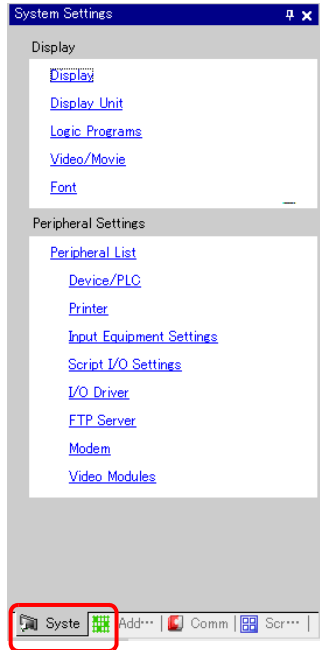 System Settings
Display
Display
Display Unit
Logic Programs
Video/Movie
Font
Peripheral Settings
Peripheral List
Device/PLC
Printer
Input Equipment Settings
Script I/O Settings
I/O Driver
FTP Server
Modem
Video Modules
Syste Add··· Comm Scr···